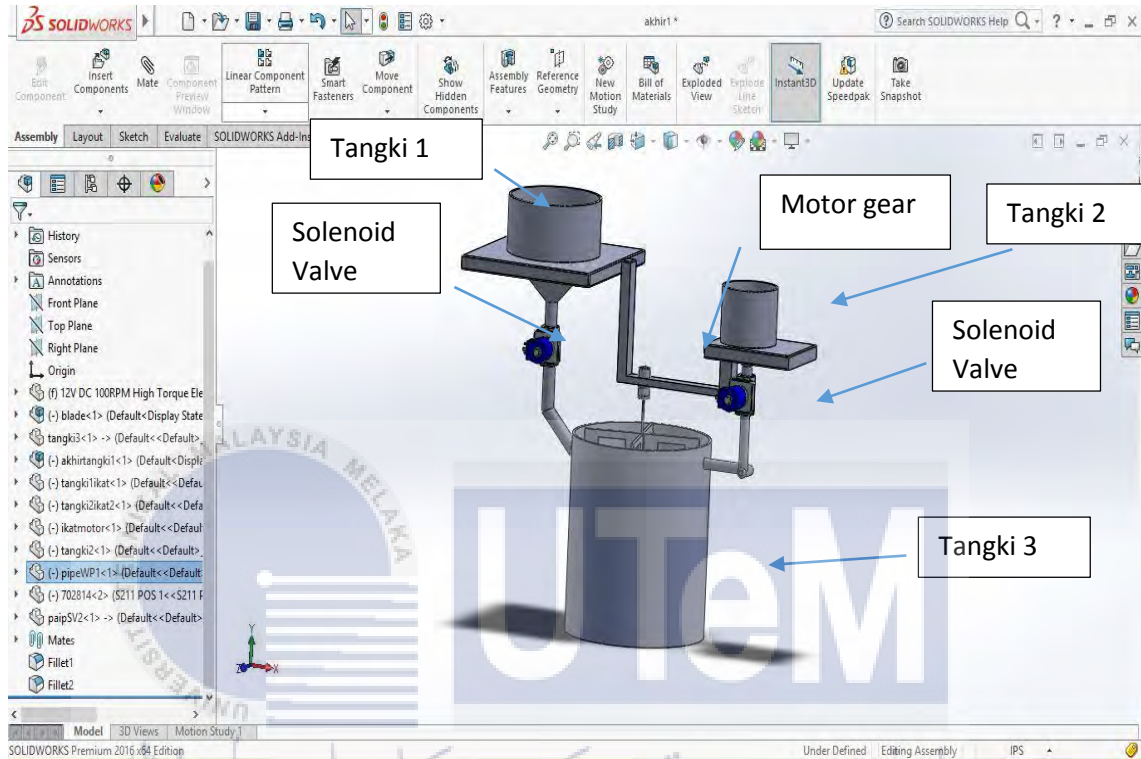 SOLIDWORKS
akhir1 *
Search SOLIDWORKS Help
Edit Component
Insert Components
Mate
Component Preview Window
Linear Component Pattern
Smart Fasteners
Move Component
Show Hidden Components
Assembly Features
Reference Geometry
New Motion Study
Bill of Materials
Exploded View
Explode Line Sketch
Instant3D
Update Speedpak
Take Snapshot
Assembly Layout Sketch Evaluate SOLIDWORKS Add-Ins
Tangki 1
Solenoid
Valve
Motor gear
Tangki 2
Solenoid
Valve
Tangki 3
History
Sensors
Annotations
Front Plane
Top Plane
Right Plane
Origin
(f) 12V DC 100RPM High Torque Ele
(-) blade<1> (Default<Display State
tangki3<1> -> (Default<<Default>_
(-) akhirtangki1<1> (Default<Displa
(-) tangki1ikat<1> (Default<<Defau
(-) tangki2ikat2<1> (Default<<Defa
(-) ikatmotor<1> (Default<<Default
(-) tangki2<1> (Default<<Default>_
(-) pipeWP1<1> (Default<<Default
(-) 702814<2> (S211 POS 1<<S211 P
paipSV2<1> -> (Default<<Default>
Mates
Fillet1
Fillet2
MALAYSIA MELAKA
UTeM
Y
Z
X
Model 3D Views Motion Study 1
SOLIDWORKS Premium 2016 x64 Edition
Under Defined Editing Assembly IPS